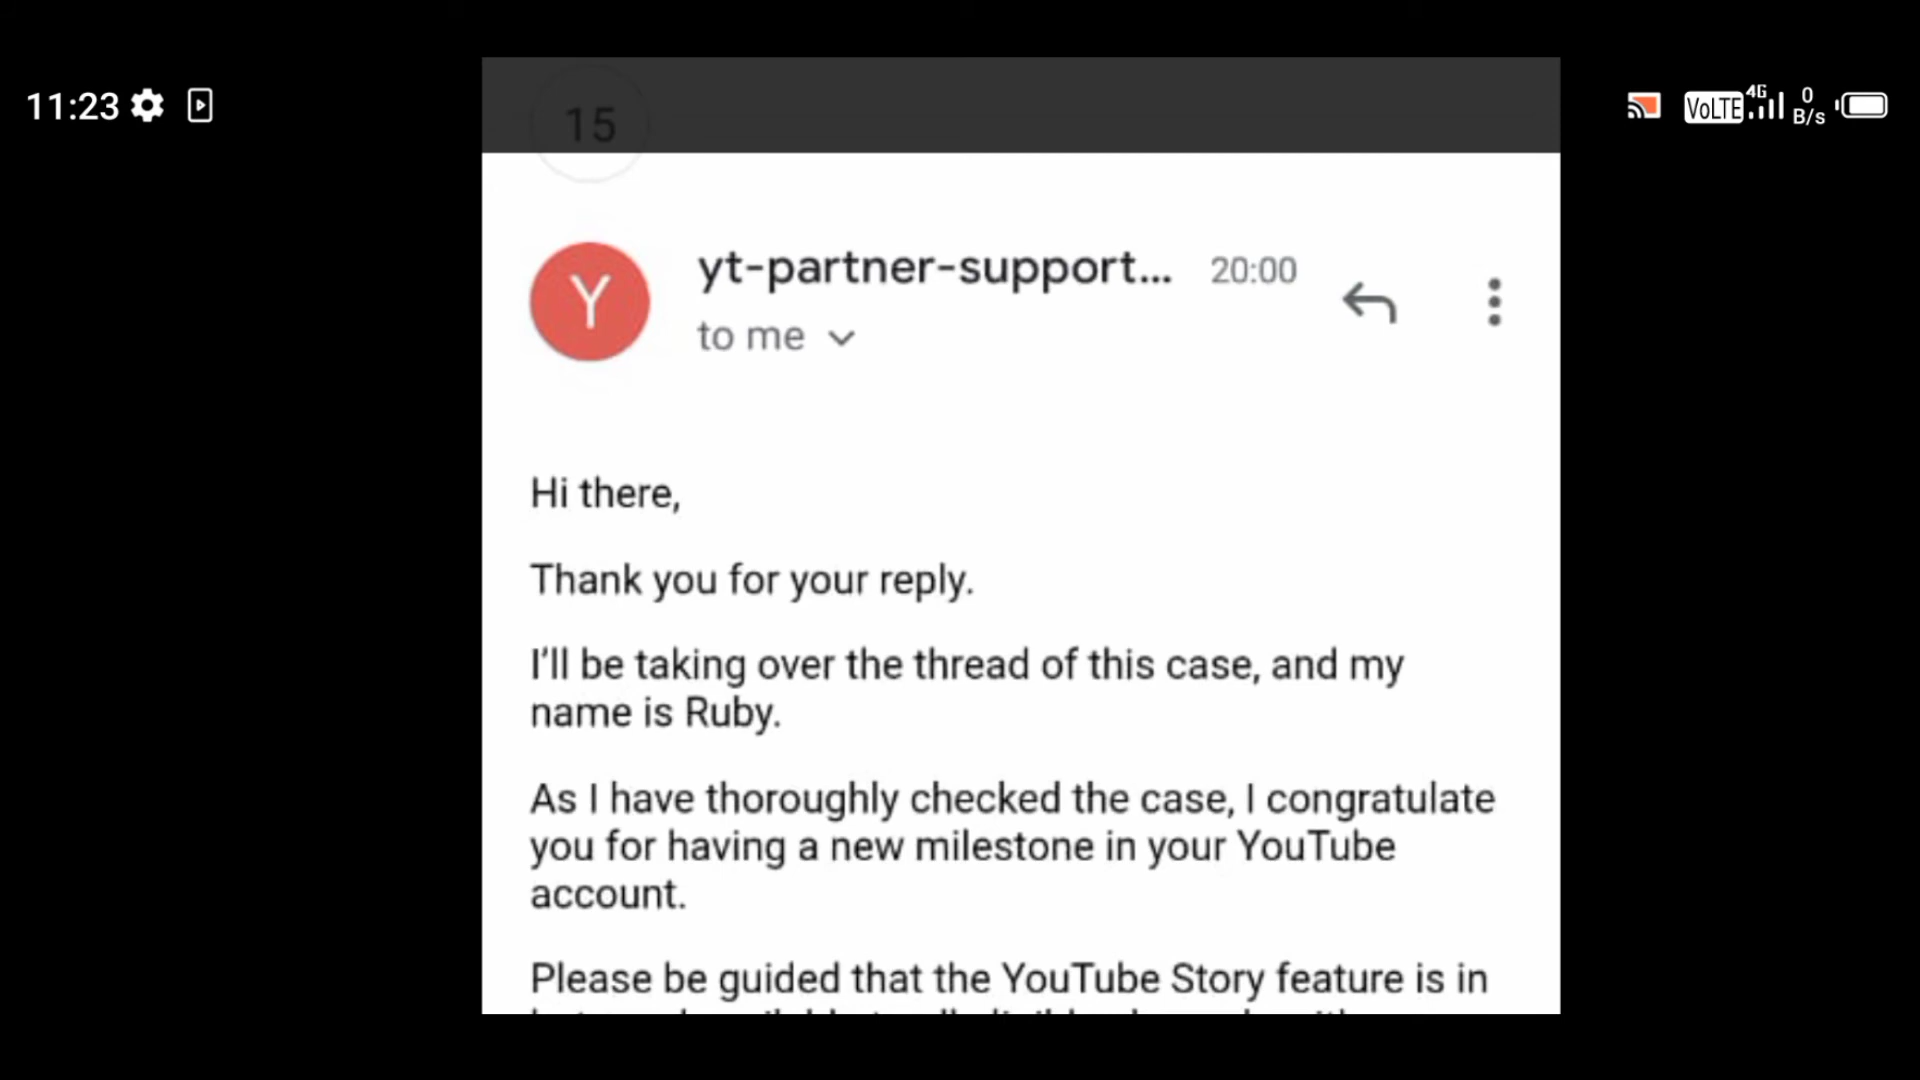 11:23
VoLTE 4G 0 B/s
15
yt-partner-support... 20:00
to me
Y
Hi there,
Thank you for your reply.
I'll be taking over the thread of this case, and my
name is Ruby.
As I have thoroughly checked the case, I congratulate
you for having a new milestone in your YouTube
account.
Please be guided that the YouTube Story feature is in